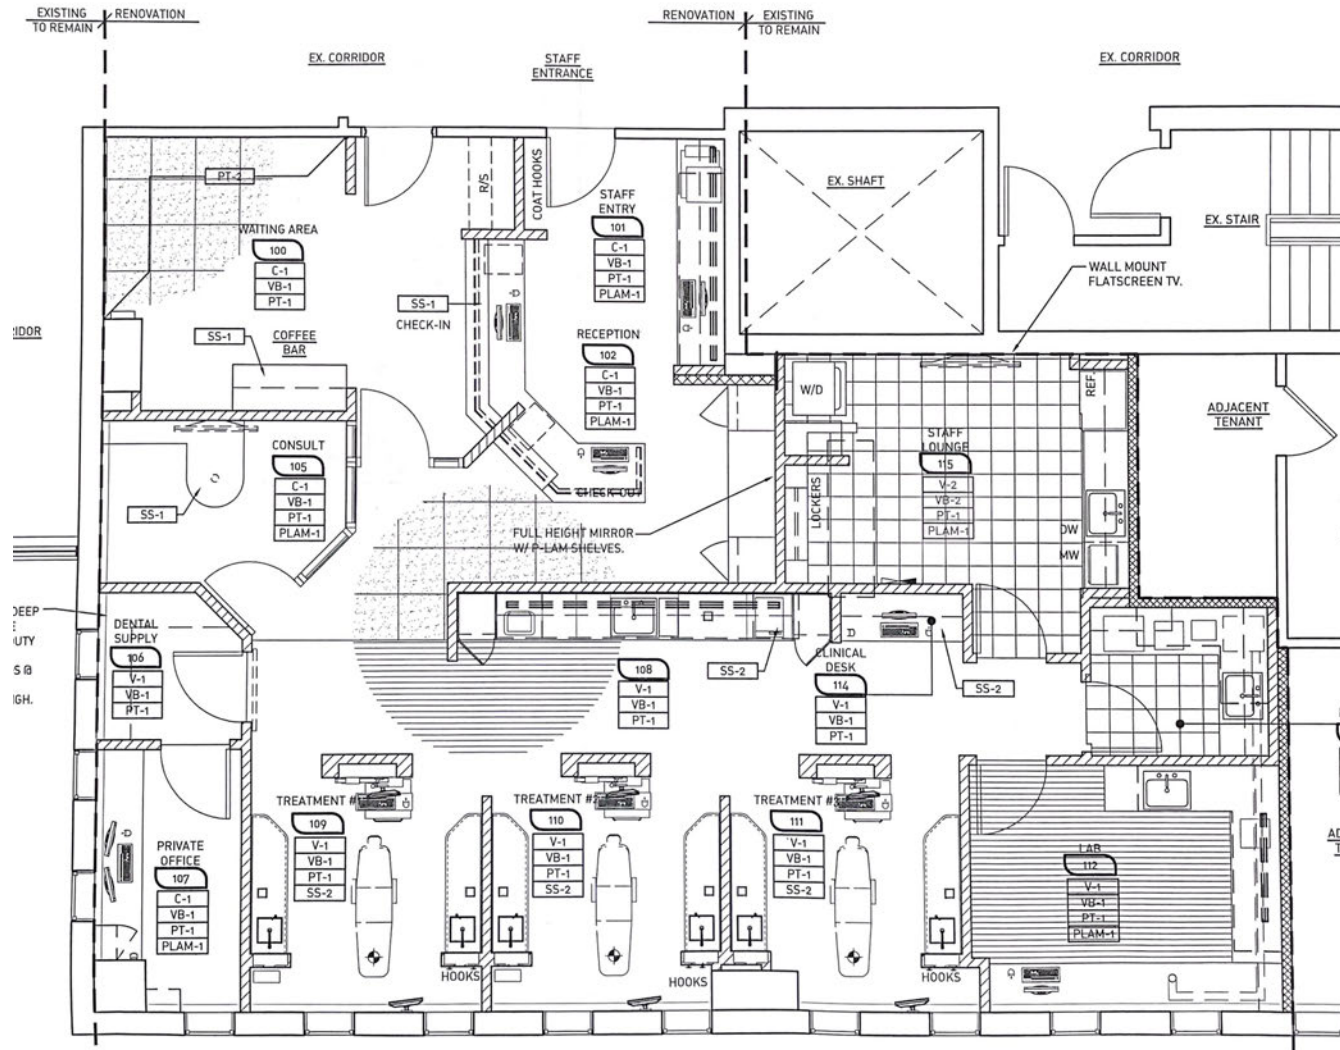 EXISTING
TO REMAIN
RENOVATION
RENOVATION
EXISTING
TO REMAIN
EX. CORRIDOR
STAFF
ENTRANCE
EX. CORRIDOR
PT-2
R/S
COAT HOOKS
STAFF
ENTRY
101
C-1
VB-1
PT-1
PLAM-1
EX. SHAFT
EX. STAIR
WAITING AREA
100
C-1
VB-1
PT-1
WALL MOUNT
FLATSCREEN TV.
SS-1
CHECK-IN
SS-1
COFFEE
BAR
RECEPTION
102
C-1
VB-1
PT-1
PLAM-1
W/D
REF.
ADJACENT
TENANT
STAFF
LOUNGE
115
V-2
VB-2
PT-1
PLAM-1
CONSULT
105
C-1
VB-1
PT-1
PLAM-1
SS-1
CHECK-OUT
LOCKERS
FULL HEIGHT MIRROR
W/ P-LAM SHELVES.
DW
MW
DEEP
DENTAL
SUPPLY
106
V-1
VB-1
PT-1
108
V-1
VB-1
PT-1
SS-2
CLINICAL
DESK
114
V-1
VB-1
PT-1
SS-2
TREATMENT #
109
V-1
VB-1
PT-1
SS-2
TREATMENT #2
110
V-1
VB-1
PT-1
SS-2
TREATMENT #3
111
V-1
VB-1
PT-1
SS-2
PRIVATE
OFFICE
107
C-1
VB-1
PT-1
PLAM-1
LAB
112
V-1
VB-1
PT-1
PLAM-1
HOOKS
HOOKS
HOOKS